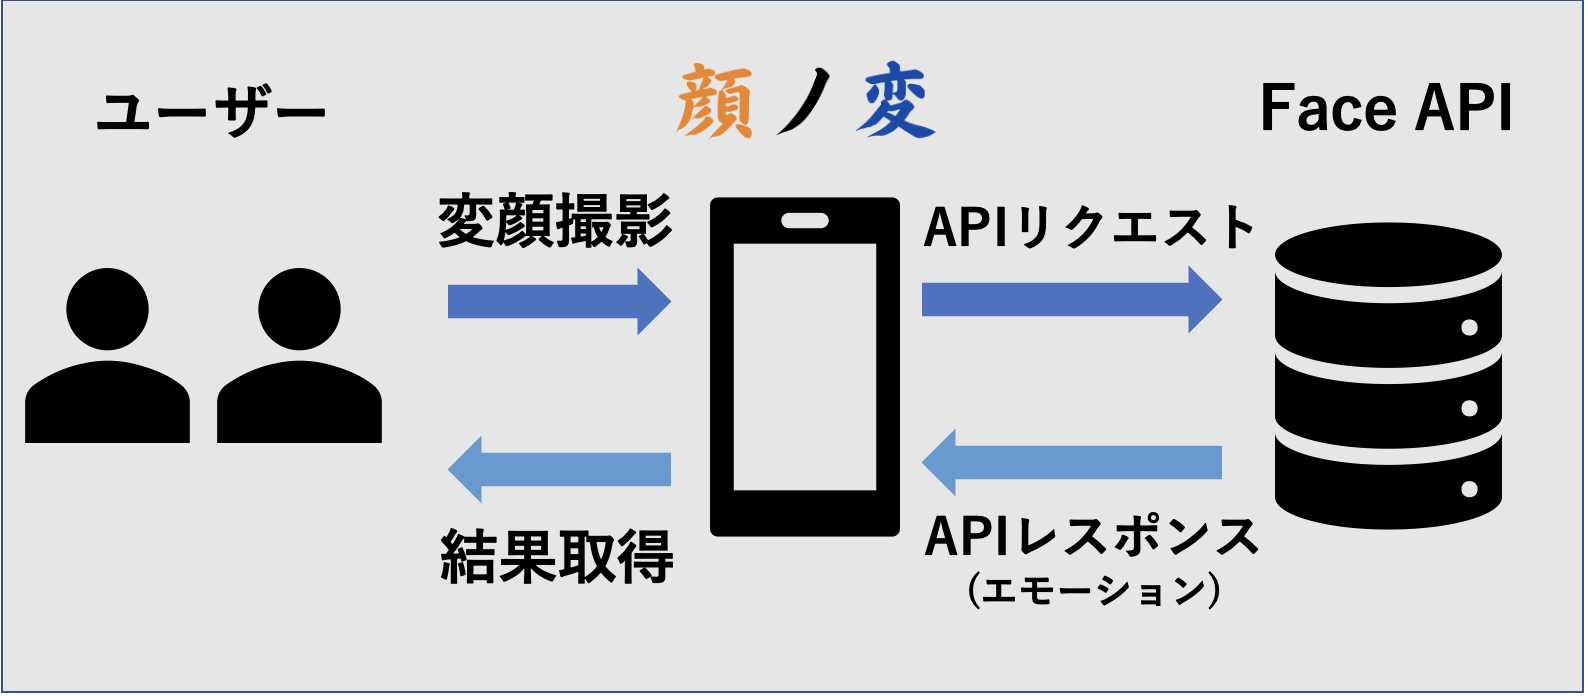 ユーザー
顔ノ変
Face API
変顔撮影
APIリクエスト
結果取得
APIレスポンス
(エモーション)